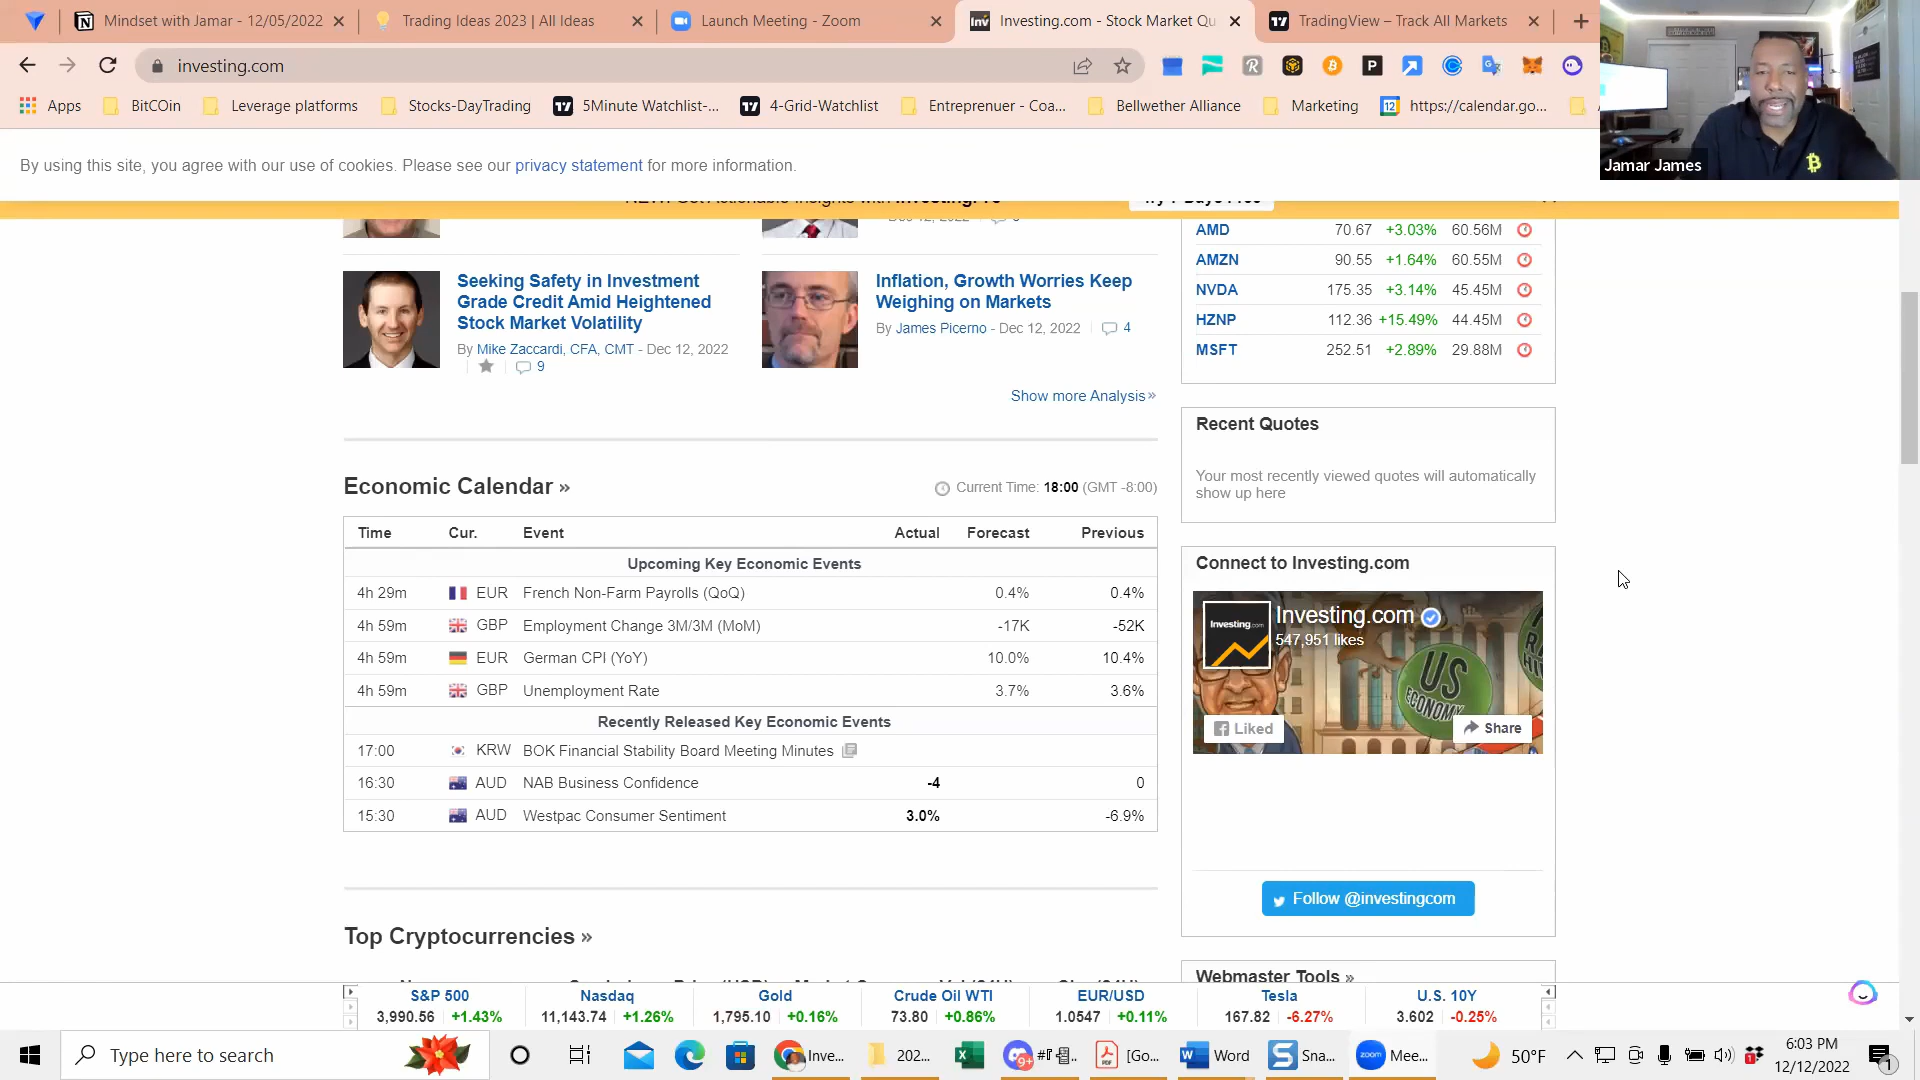 Mindset with Jamar - 12/05/2022
Trading Ideas 2023 | All Ideas
Launch Meeting - Zoom
Investing.com - Stock Market Qu
TradingView – Track All Markets
investing.com
Apps
BitCOin
Leverage platforms
Stocks-DayTrading
5Minute Watchlist-...
4-Grid-Watchlist
Entreprenuer - Coa...
Bellwether Alliance
Marketing
https://calendar.go...
Jamar James
By using this site, you agree with our use of cookies. Please see our privacy statement for more information.
AMD 70.67 +3.03% 60.56M
AMZN 90.55 +1.64% 60.55M
NVDA 175.35 +3.14% 45.45M
HZNP 112.36 +15.49% 44.45M
MSFT 252.51 +2.89% 29.88M
Seeking Safety in Investment
Grade Credit Amid Heightened
Stock Market Volatility
By Mike Zaccardi, CFA, CMT - Dec 12, 2022
9
Inflation, Growth Worries Keep
Weighing on Markets
By James Picerno - Dec 12, 2022 4
Show more Analysis»
Recent Quotes
Your most recently viewed quotes will automatically
show up here
Economic Calendar »
Current Time: 18:00 (GMT -8:00)
Time Cur. Event Actual Forecast Previous
Upcoming Key Economic Events
4h 29m EUR French Non-Farm Payrolls (QoQ) 0.4% 0.4%
4h 59m GBP Employment Change 3M/3M (MoM) -17K -52K
4h 59m EUR German CPI (YoY) 10.0% 10.4%
4h 59m GBP Unemployment Rate 3.7% 3.6%
Recently Released Key Economic Events
17:00 KRW BOK Financial Stability Board Meeting Minutes
16:30 AUD NAB Business Confidence -4 0
15:30 AUD Westpac Consumer Sentiment 3.0% -6.9%
Connect to Investing.com
Investing.com
Investing.com
547,951 likes
US
ECONOMY
Liked
Share
Follow @investingcom
Top Cryptocurrencies »
Webmaster Tools »
S&P 500
3,990.56 +1.43%
Nasdaq
11,143.74 +1.26%
Gold
1,795.10 +0.16%
Crude Oil WTI
73.80 +0.86%
EUR/USD
1.0547 +0.11%
Tesla
167.82 -6.27%
U.S. 10Y
3.602 -0.25%
Type here to search
Inve...
202...
[Go...
Word
Sna...
zoom
Mee...
50°F
6:03 PM
12/12/2022
1